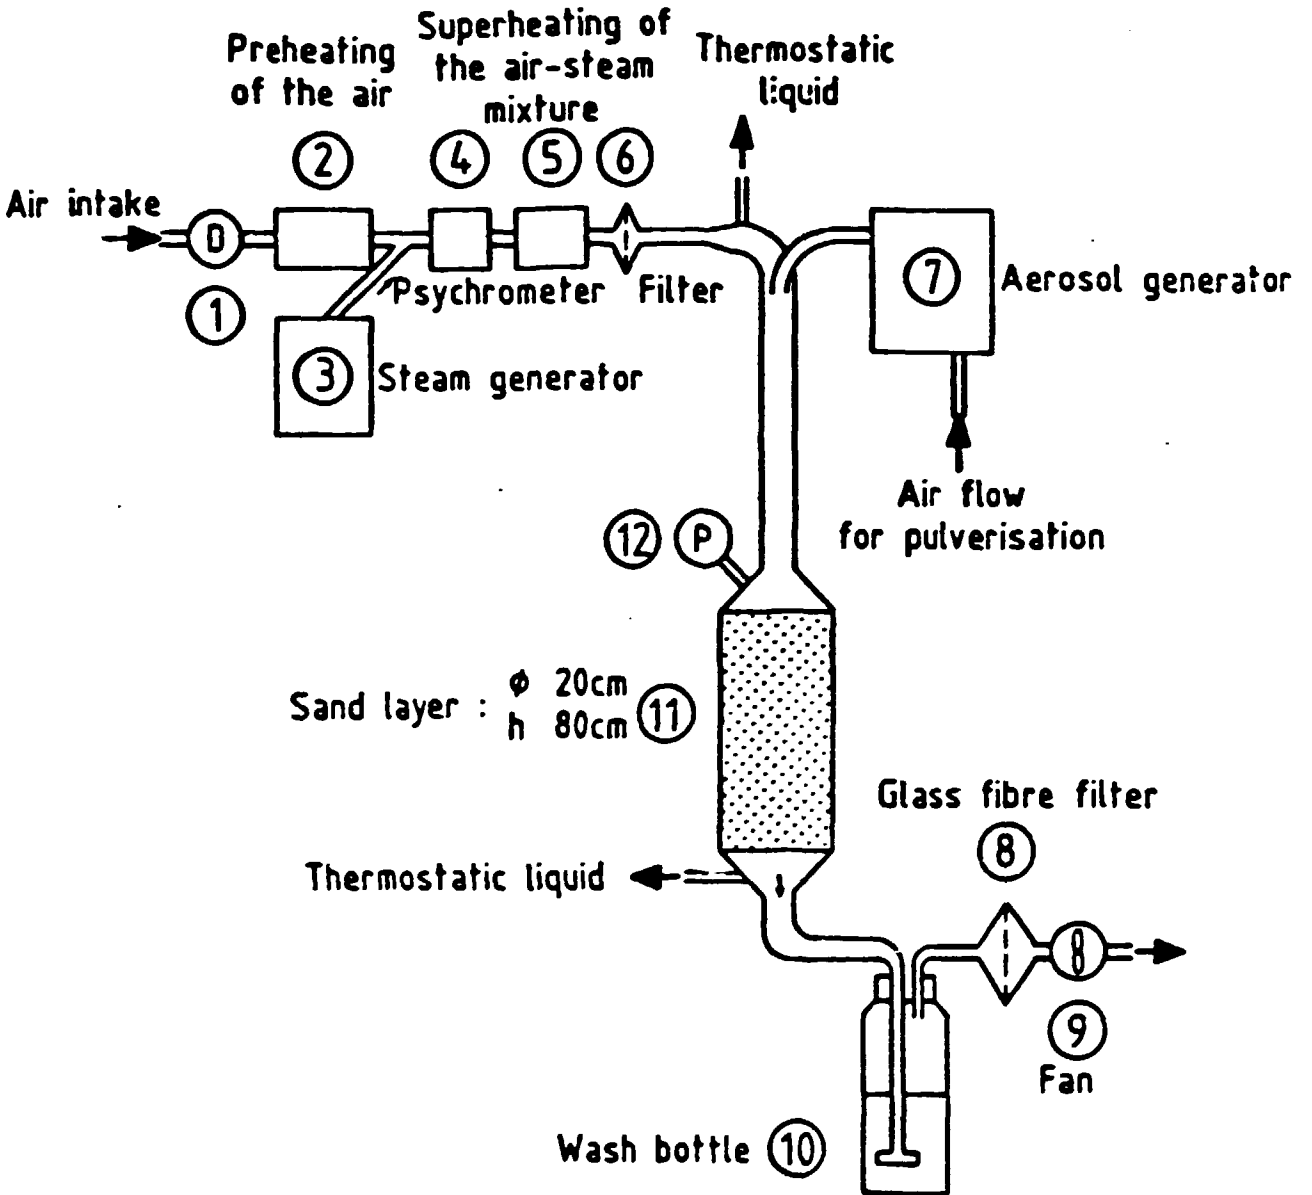 Preheating
of the air
Superheating of
the air-steam
mixture
Thermostatic
liquid
2
4
5
6
Air intake
D
1
Psychrometer
Filter
7
Aerosol generator
3
Steam generator
Air flow
for pulverisation
12
P
Sand layer :
ϕ 20cm
h 80cm
11
Glass fibre filter
8
Thermostatic liquid
9
Fan
Wash bottle
10